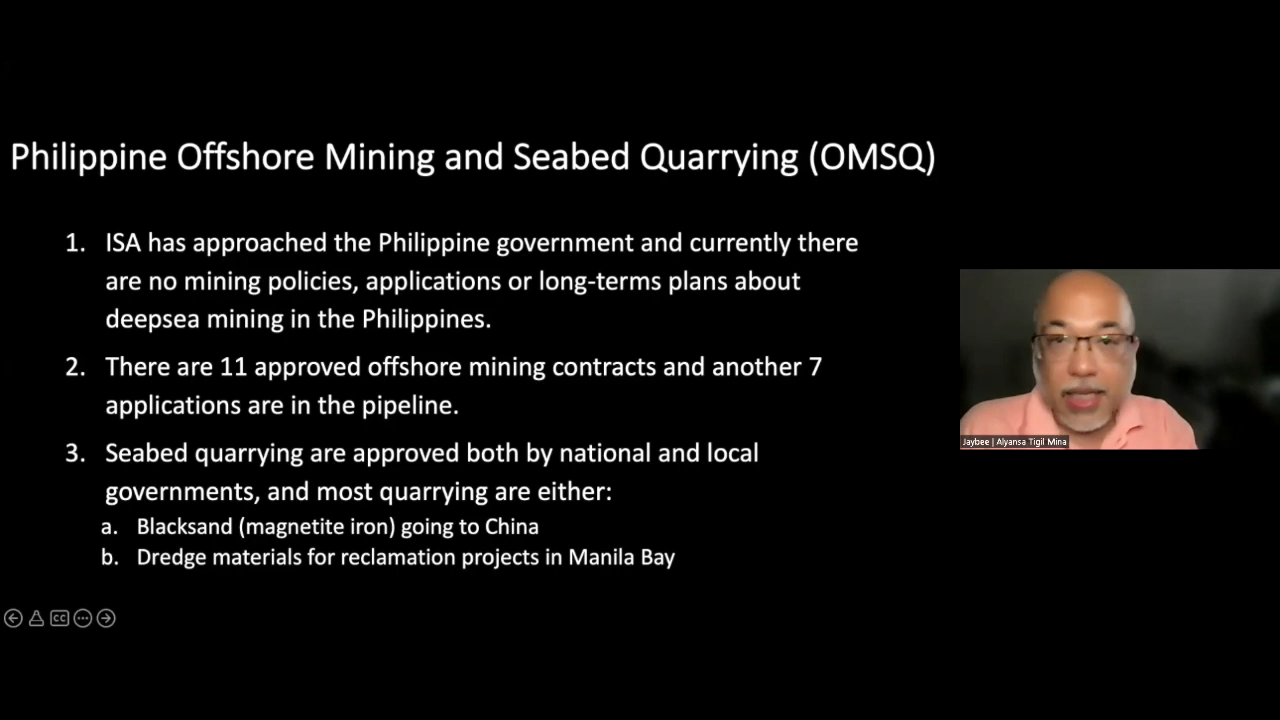 Philippine Offshore Mining and Seabed Quarrying (OMSQ)
1. ISA has approached the Philippine government and currently there
are no mining policies, applications or long-terms plans about
deepsea mining in the Philippines.
2. There are 11 approved offshore mining contracts and another 7
applications are in the pipeline.
3. Seabed quarrying are approved both by national and local
governments, and most quarrying are either:
a. Blacksand (magnetite iron) going to China
b. Dredge materials for reclamation projects in Manila Bay
Jaybee | Alyansa Tigil Mina
CC